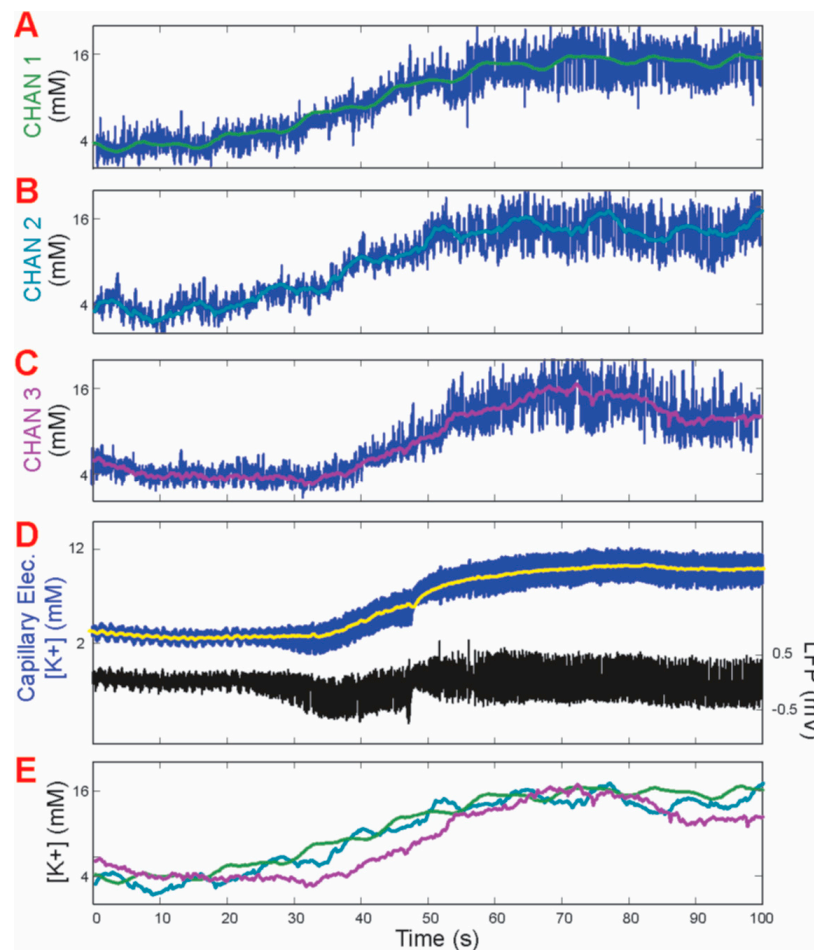 A
CHAN 1
(mM)
16
4
B
CHAN 2
(mM)
16
4
C
CHAN 3
(mM)
16
4
D
Capillary Elec.
[K+] (mM)
12
2
0.5
-0.5
LFP (mV)
E
[K+] (mM)
16
4
0 10 20 30 40 50 60 70 80 90 100
Time (s)